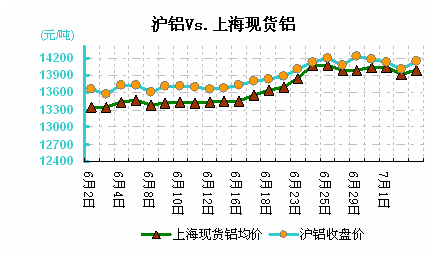 沪铝Vs.上海现货铝
(元/吨)
14200
13900
13600
13300
13000
12700
12400
6月2日
6月4日
6月8日
6月10日
6月12日
6月16日
6月18日
6月23日
6月25日
6月29日
7月1日
上海现货铝均价
沪铝收盘价